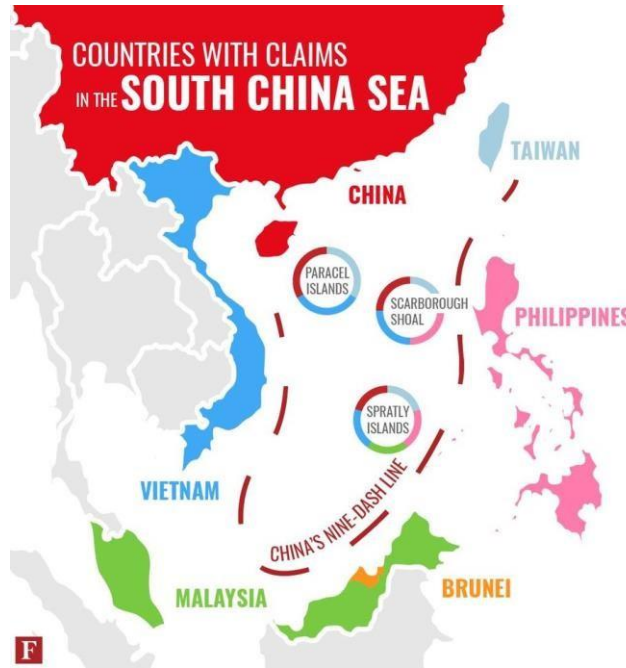 COUNTRIES WITH CLAIMS
IN THE SOUTH CHINA SEA
TAIWAN
CHINA
PARACEL
ISLANDS
SCARBOROUGH
SHOAL
PHILIPPINES
SPRATLY
ISLANDS
VIETNAM
CHINA'S NINE-DASH LINE
MALAYSIA
BRUNEI
F